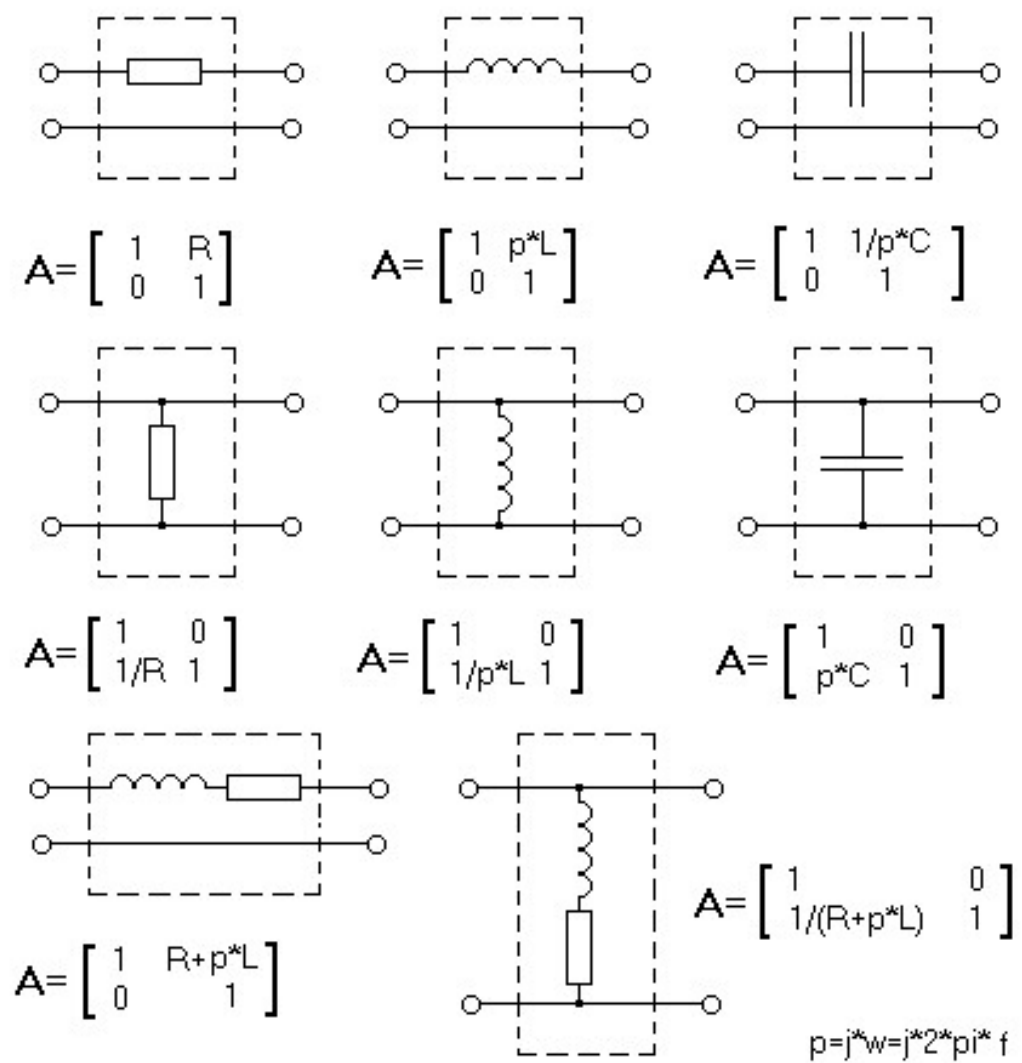 A= [ 1 R
0 1 ]
A= [ 1 p*L
0 1 ]
A= [ 1 1/p*C
0 1 ]
A= [ 1 0
1/R 1 ]
A= [ 1 0
1/p*L 1 ]
A= [ 1 0
p*C 1 ]
A= [ 1 R+p*L
0 1 ]
A= [ 1 0
1/(R+p*L) 1 ]
p=j*w=j*2*pi* f